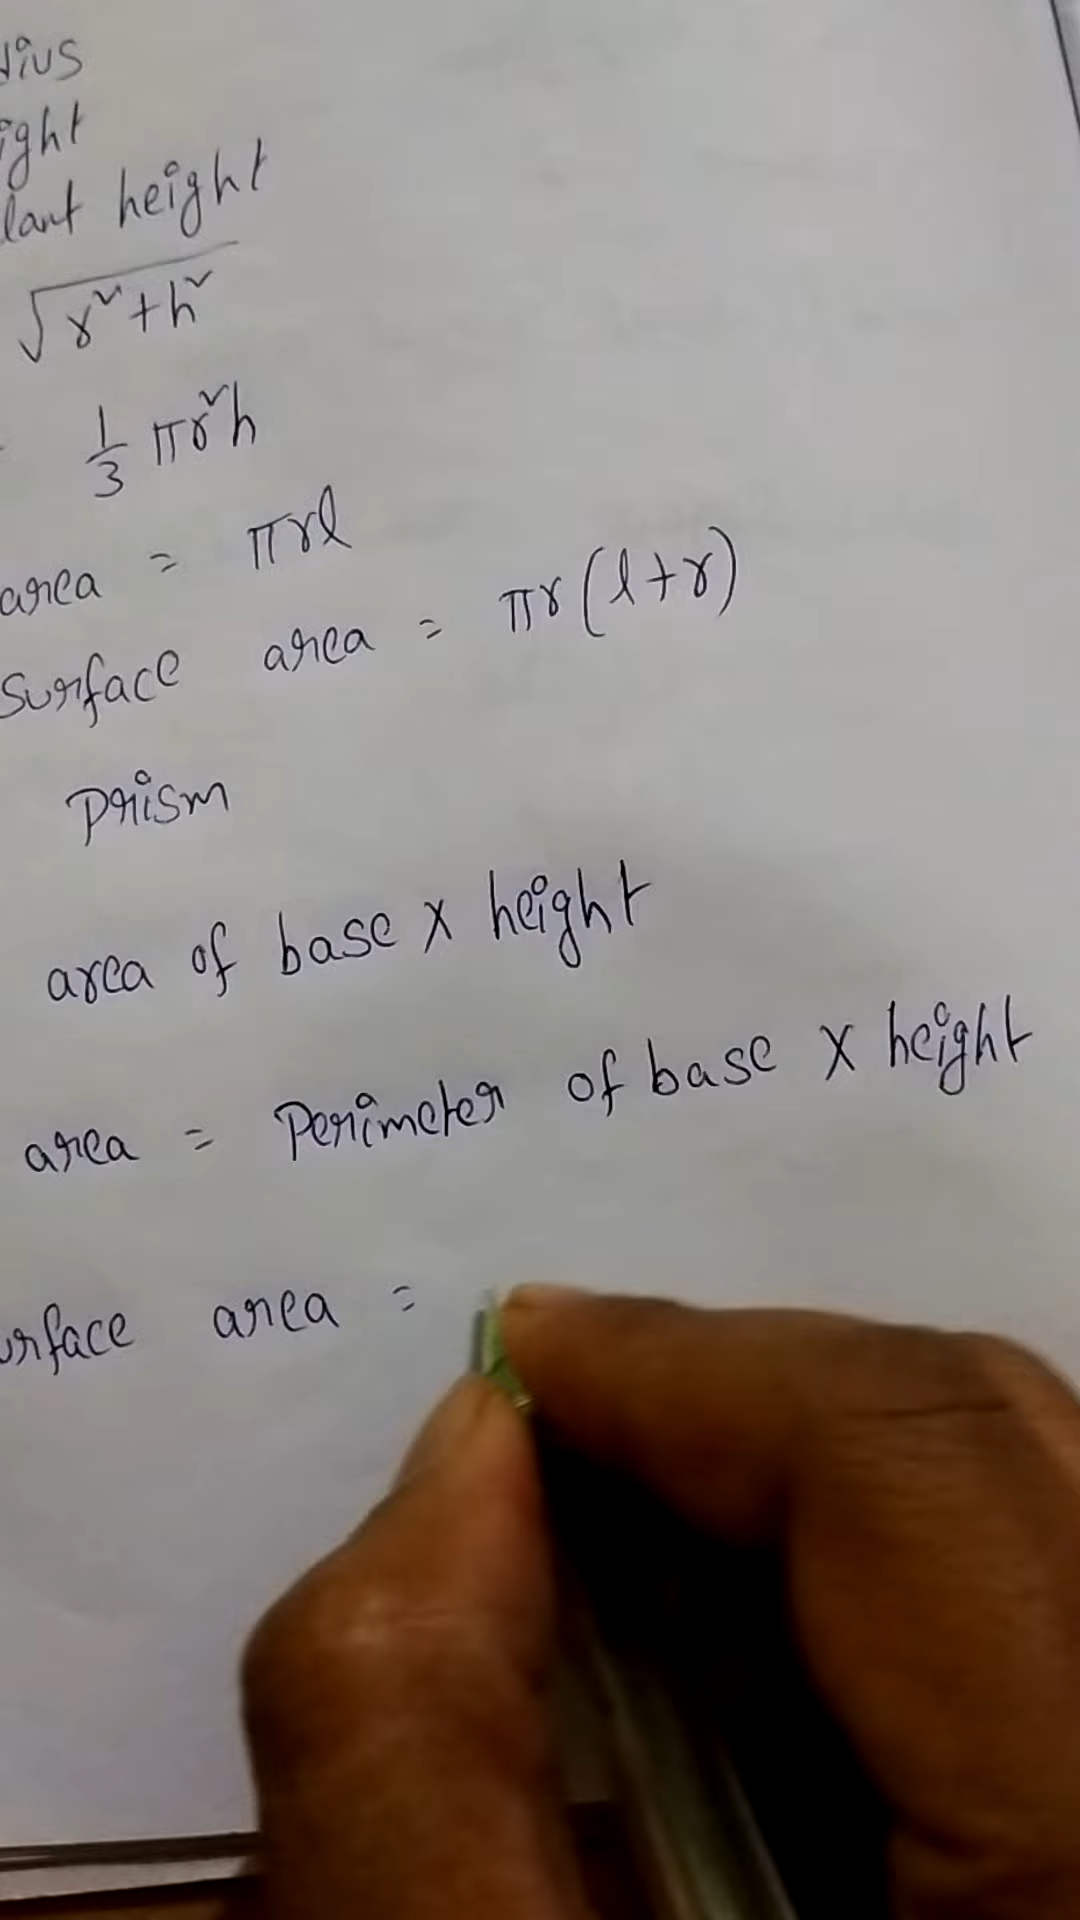 dius
ight
lant height
√r²+h²
1/3 πr²h
area = πrl
Surface area = πr(l+r)
Prism
area of base x height
area = Perimeter of base x height
urface area =